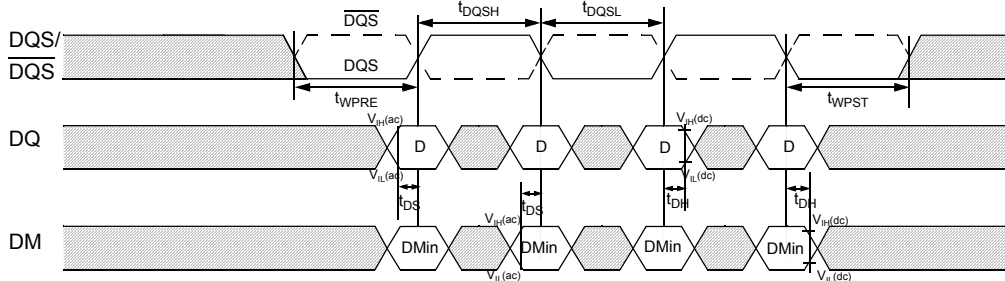 DQS
tDQSH
tDQSL
DQS/
DQS
DQS
tWPRE
tWPST
VIH(ac)
VIH(dc)
DQ
D
D
D
D
VIL(ac)
VIL(dc)
tDS
tDS
tDH
tDH
VIH(ac)
VIH(dc)
DM
DMin
DMin
DMin
DMin
VIL(ac)
VIL(dc)